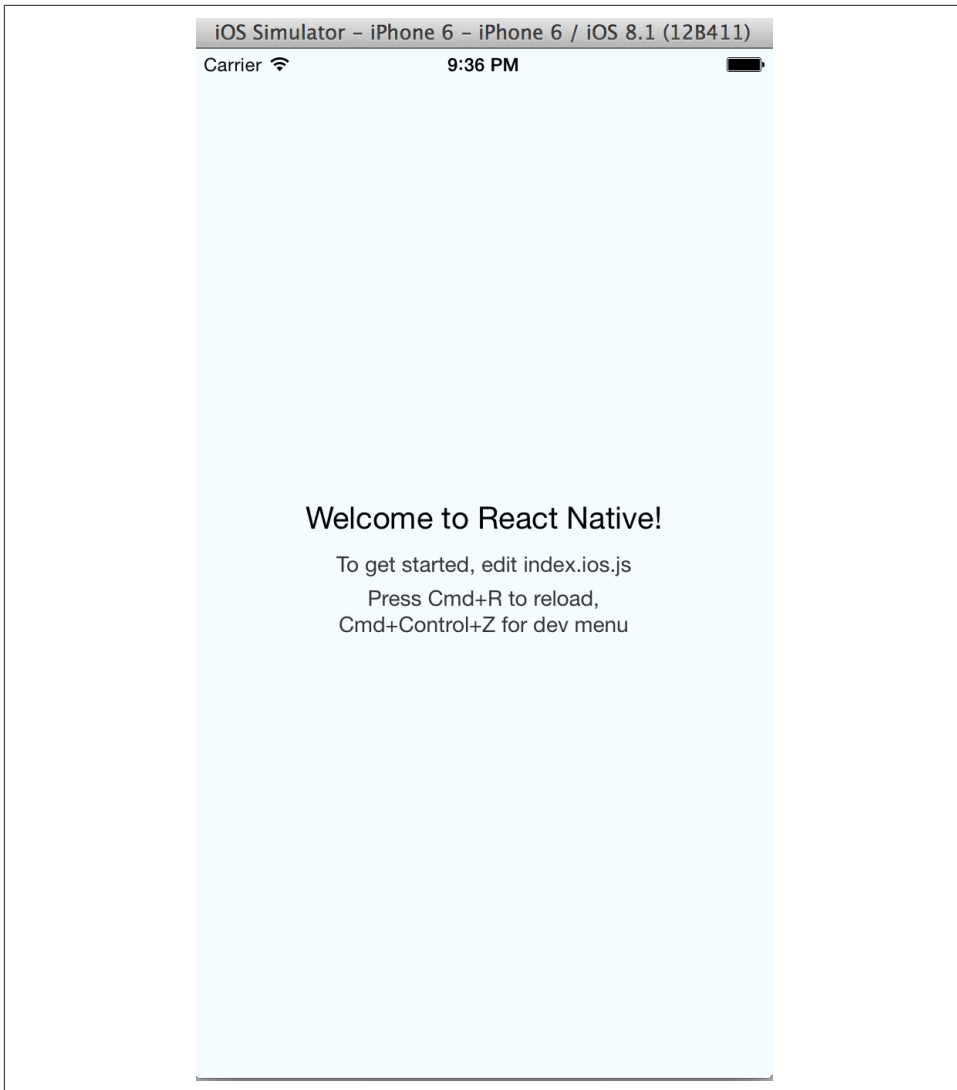 iOS Simulator – iPhone 6 – iPhone 6 / iOS 8.1 (12B411)
Carrier 9:36 PM
Welcome to React Native!
To get started, edit index.ios.js
Press Cmd+R to reload,
Cmd+Control+Z for dev menu